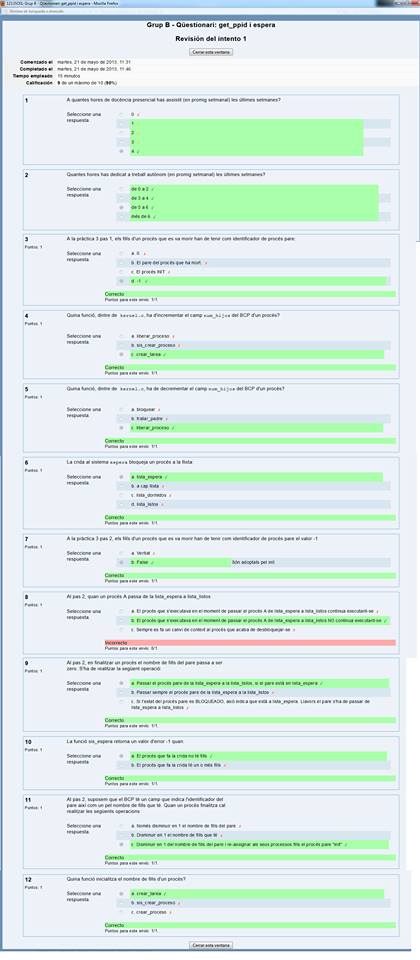 Grup B - Qüestionari: get_ppid i espera
Revisión del intento 1
Cerrar esta ventana
Comenzado el martes, 21 de mayo de 2013, 11:31
Completado el martes, 21 de mayo de 2013, 11:46
Tiempo empleado 15 minutos
Calificación 9 de un máximo de 10 (90%)
1
A quantes hores de docència presencial has assistit (en promig setmanal) les últimes setmanes?
Seleccione una respuesta.
0
1
2
3
4
2
Quantes hores has dedicat a treball autònom (en promig setmanal) les últimes setmanes?
Seleccione una respuesta.
de 0 a 2
de 3 a 4
de 5 a 6
més de 6
3
Puntos: 1
A la pràctica 3 pas 1, els fills d'un procés que es va morir han de tenir com identificador de procés pare:
Seleccione una respuesta.
a. 0
b. El pare del procés que ha mort.
c. El procés INIT
d. -1
Correcto
Puntos para este envío: 1/1.
4
Puntos: 1
Quina funció, dintre de kernel.c, ha d'incrementar el camp num_hijos del BCP d'un procés?
Seleccione una respuesta.
a. liberar_proceso
b. sis_crear_proceso
c. crear_tarea
Correcto
Puntos para este envío: 1/1.
5
Puntos: 1
Quina funció, dintre de kernel.c, ha de decrementar el camp num_hijos del BCP d'un procés?
Seleccione una respuesta.
a. bloquear
b. tratar_padre
c. liberar_proceso
Correcto
Puntos para este envío: 1/1.
6
Puntos: 1
La crida al sistema espera bloqueja un procés a la llista:
Seleccione una respuesta.
a. lista_espera
b. a cap llista
c. lista_dormidos
d. lista_listos
Correcto
Puntos para este envío: 1/1.
7
Puntos: 1
A la pràctica 3 pas 2, els fills d'un procés que es va morir han de tenir com identificador de procés pare el valor -1
Seleccione una respuesta.
a. Veritat
b. False
Són adoptats pel init
Correcto
Puntos para este envío: 1/1.
8
Puntos: 1
Al pas 2, quan un procés A passa de la lista_espera a lista_listos
Seleccione una respuesta.
a. El procés que s'executava en el moment de passar el procés A de lista_espera a lista_listos continua executant-se
b. El procés que s'executava en el moment de passar el procés A de lista_espera a lista_listos NO continua executant-se
c. Sempre es fa un canvi de context al procés que acaba de desbloquejar-se
Incorrecto
Puntos para este envío: 0/1.
9
Puntos: 1
Al pas 2, en finalitzar un procés el nombre de fills del pare passa a ser
zero. S'ha de realitzar la següent operació:
Seleccione una respuesta.
a. Passar el procés pare de la lista_espera a la lista_listos, si el pare està en lista_espera
b. Passar sempre el procés pare de la lista_espera a la lista_listos
c. Si l'estat del procés pare es BLOQUEADO, això indica que està a lista_espera. Llavors el pare s'ha de passar de
lista_espera a lista_listos
Correcto
Puntos para este envío: 1/1.
10
Puntos: 1
La funció sis_espera retorna un valor d'error -1 quan:
Seleccione una respuesta.
a. El procés que fa la crida no té fills
b. El procés que fa la crida té un o més fills
Correcto
Puntos para este envío: 1/1.
11
Puntos: 1
Al pas 2, suposem que el BCP té un camp que indica l'identificador del
pare així com un pel nombre de fills que té. Quan un procés finalitza cal
realitzar les següents operacions
Seleccione una respuesta.
a. Només disminuir en 1 el nombre de fills del pare
b. Disminuir en 1 el nombre de fills que té
c. Disminuir en 1 del nombre de fills del pare i re-assignar als seus processos fills el procés pare "init"
Correcto
Puntos para este envío: 1/1.
12
Puntos: 1
Quina funció inicialitza el nombre de fills d'un procés?
Seleccione una respuesta.
a. crear_tarea
b. sis_crear_proceso
c. crear_proceso
Correcto
Puntos para este envío: 1/1.
Cerrar esta ventana